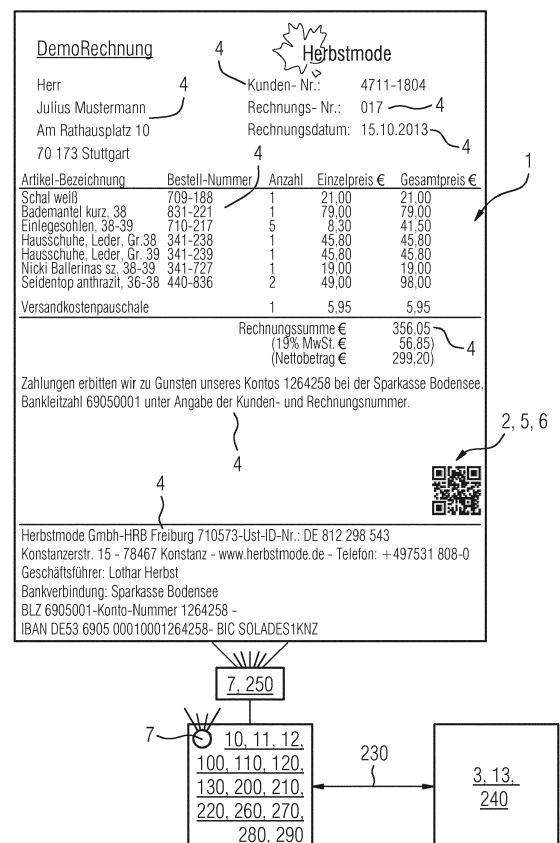 DemoRechnung
Herbstmode
4
Herr
4
Kunden- Nr.: 4711-1804
Julius Mustermann
Rechnungs- Nr.: 017
4
Am Rathausplatz 10
Rechnungsdatum: 15.10.2013
4
70 173 Stuttgart
4
1
Artikel-Bezeichnung Bestell-Nummer Anzahl Einzelpreis € Gesamtpreis €
Schal weiß 709-188 1 21,00 21,00
Bademantel kurz, 38 831-221 1 79,00 79,00
Einlegesohlen, 38-39 710-217 5 8,30 41,50
Hausschuhe, Leder, Gr.38 341-238 1 45,80 45,80
Hausschuhe, Leder, Gr. 39 341-239 1 45,80 45,80
Nicki Ballerinas sz, 38-39 341-727 1 19,00 19,00
Seidentop anthrazit, 36-38 440-836 2 49,00 98,00
Versandkostenpauschale 1 5,95 5,95
Rechnungssumme € 356,05
(19% MwSt. € 56,85)
4
(Nettobetrag € 299,20)
Zahlungen erbitten wir zu Gunsten unseres Kontos 1264258 bei der Sparkasse Bodensee,
Bankleitzahl 69050001 unter Angabe der Kunden- und Rechnungsnummer.
2, 5, 6
4
4
Herbstmode Gmbh-HRB Freiburg 710573-Ust-ID-Nr.: DE 812 298 543
Konstanzerstr. 15 - 78467 Konstanz - www.herbstmode.de - Telefon: +497531 808-0
Geschäftsführer: Lothar Herbst
Bankverbindung: Sparkasse Bodensee
BLZ 6905001-Konto-Nummer 1264258 -
IBAN DE53 6905 00010001264258- BIC SOLADES1KNZ
7, 250
7
10, 11, 12,
100, 110, 120,
130, 200, 210,
220, 260, 270,
280, 290
230
3, 13,
240